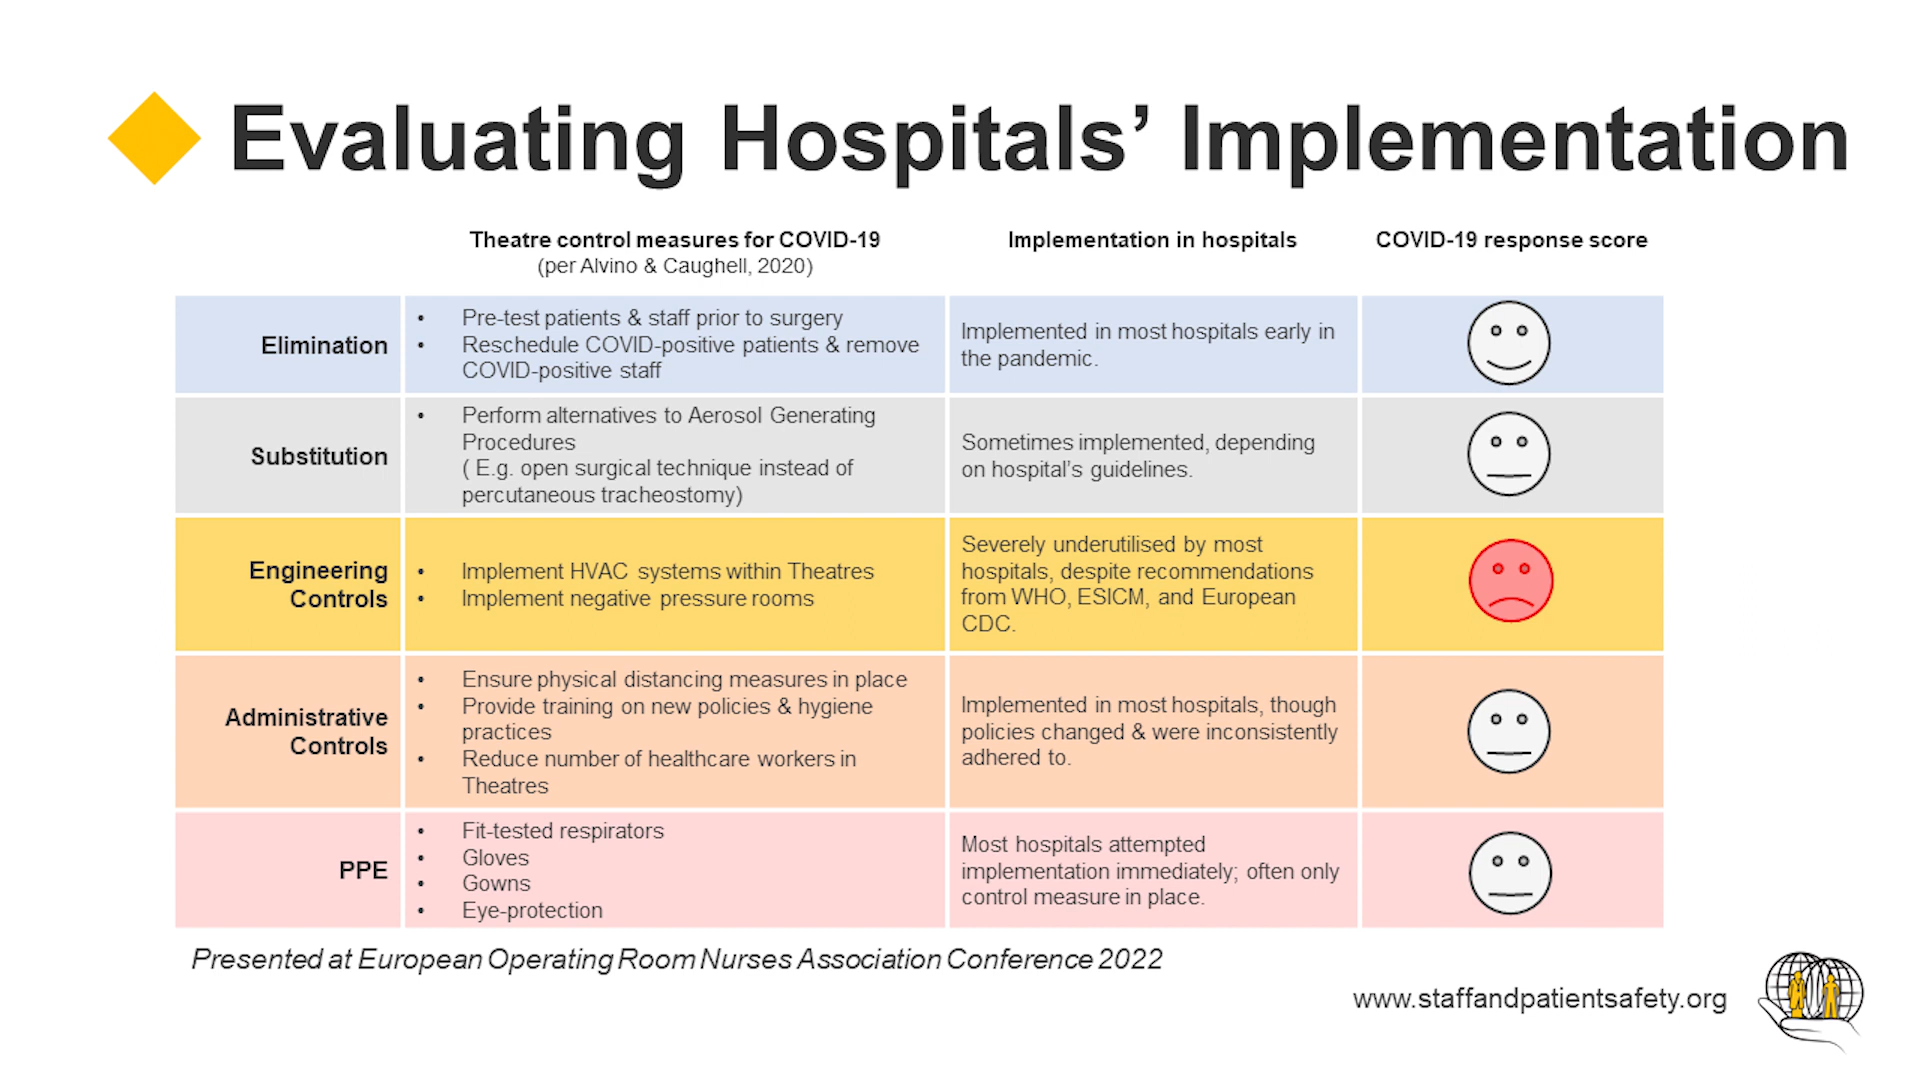 Evaluating Hospitals’ Implementation
Theatre control measures for COVID-19
(per Alvino & Caughell, 2020)
Implementation in hospitals
COVID-19 response score
Elimination
• Pre-test patients & staff prior to surgery
• Reschedule COVID-positive patients & remove
COVID-positive staff
Implemented in most hospitals early in
the pandemic.
Substitution
• Perform alternatives to Aerosol Generating
Procedures
( E.g. open surgical technique instead of
percutaneous tracheostomy)
Sometimes implemented, depending
on hospital’s guidelines.
Engineering
Controls
• Implement HVAC systems within Theatres
• Implement negative pressure rooms
Severely underutilised by most
hospitals, despite recommendations
from WHO, ESICM, and European
CDC.
Administrative
Controls
• Ensure physical distancing measures in place
• Provide training on new policies & hygiene
practices
• Reduce number of healthcare workers in
Theatres
Implemented in most hospitals, though
policies changed & were inconsistently
adhered to.
PPE
• Fit-tested respirators
• Gloves
• Gowns
• Eye-protection
Most hospitals attempted
implementation immediately; often only
control measure in place.
Presented at European Operating Room Nurses Association Conference 2022
www.staffandpatientsafety.org